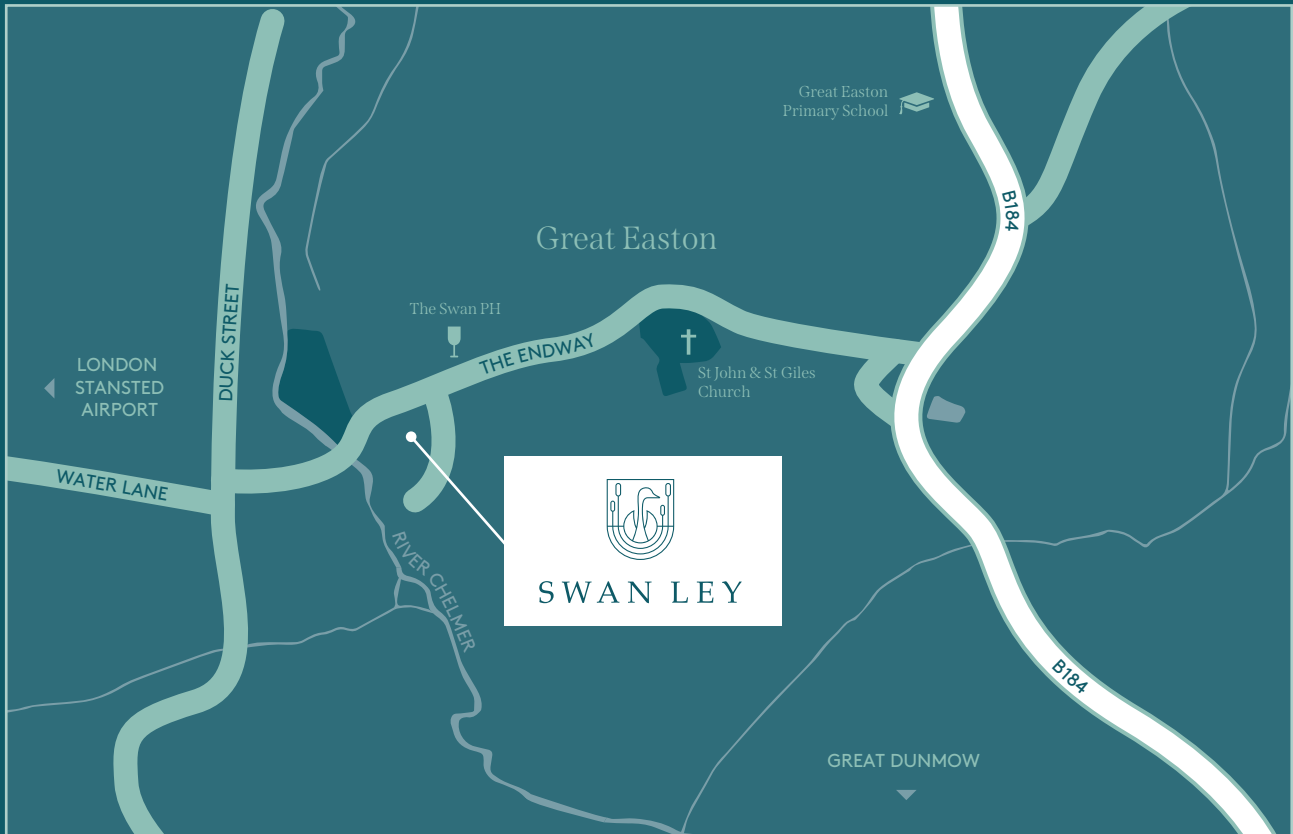 Great Easton
Primary School
B184
Great Easton
The Swan PH
DUCK STREET
THE ENDWAY
LONDON
STANSTED
AIRPORT
St John & St Giles
Church
WATER LANE
RIVER CHELMER
SWAN LEY
B184
GREAT DUNMOW